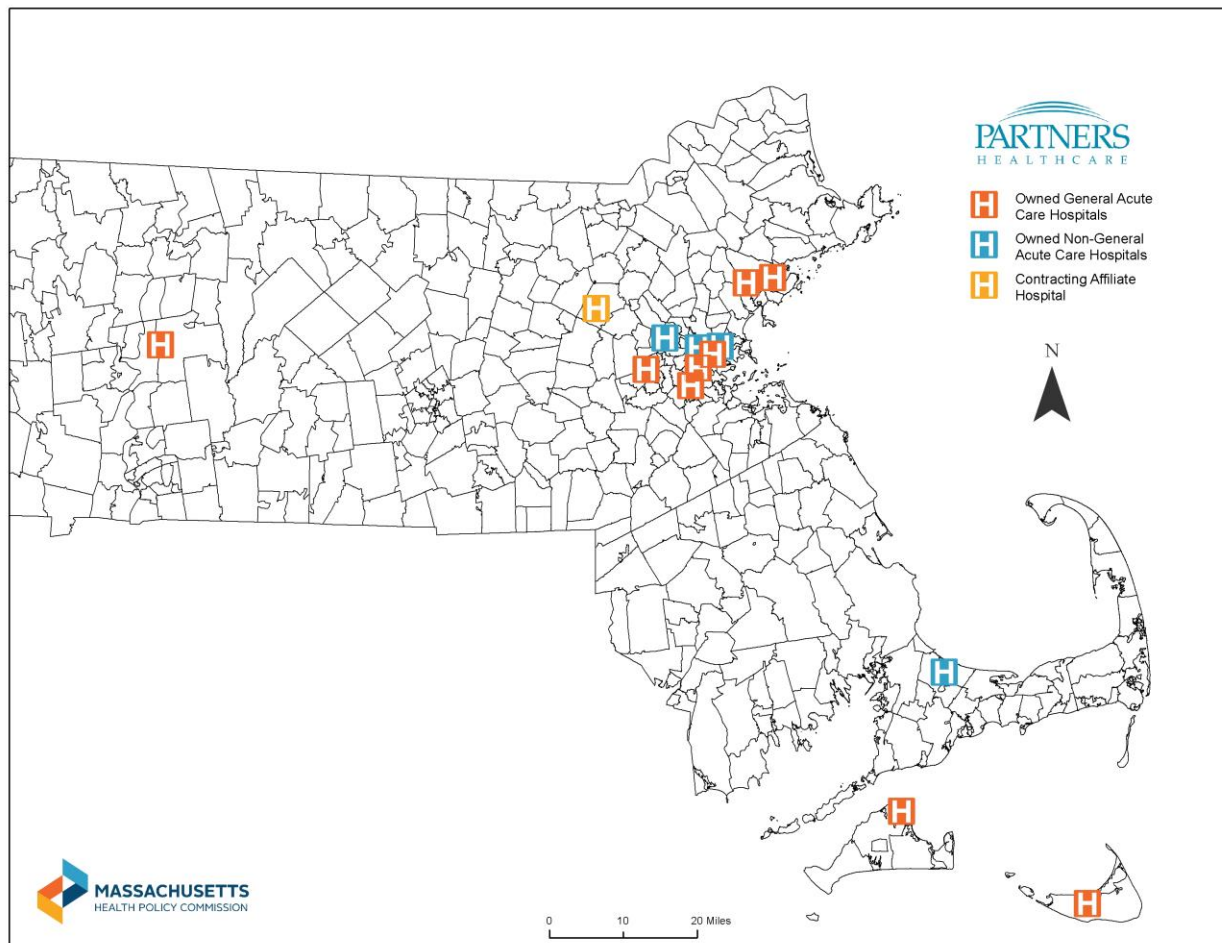 PARTNERS
HEALTHCARE
H Owned General Acute
Care Hospitals
H Owned Non-General
Acute Care Hospitals
H Contracting Affiliate
Hospital
N
H
H
H
H
H
H
H
H
H
H
H
H
H
H
MASSACHUSETTS
HEALTH POLICY COMMISSION
0 10 20 Miles